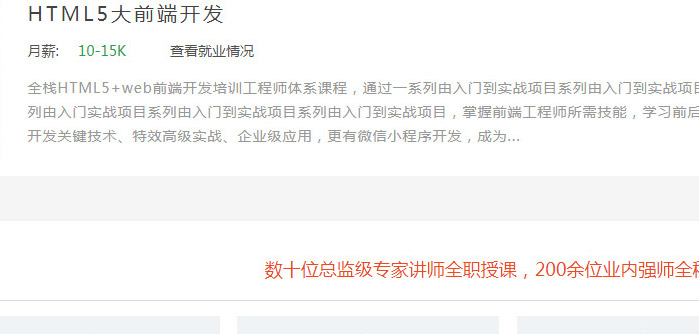 HTML5大前端开发
月薪: 10-15K 查看就业情况
全栈HTML5+web前端开发培训工程师体系课程，通过一系列由入门到实战项目系列由入门到实战项目
列由入门实战项目系列由入门到实战项目系列由入门到实战项目，掌握前端工程师所需技能，学习前后
开发关键技术、特效高级实战、企业级应用，更有微信小程序开发，成为...
数十位总监级专家讲师全职授课，200余位业内强师全